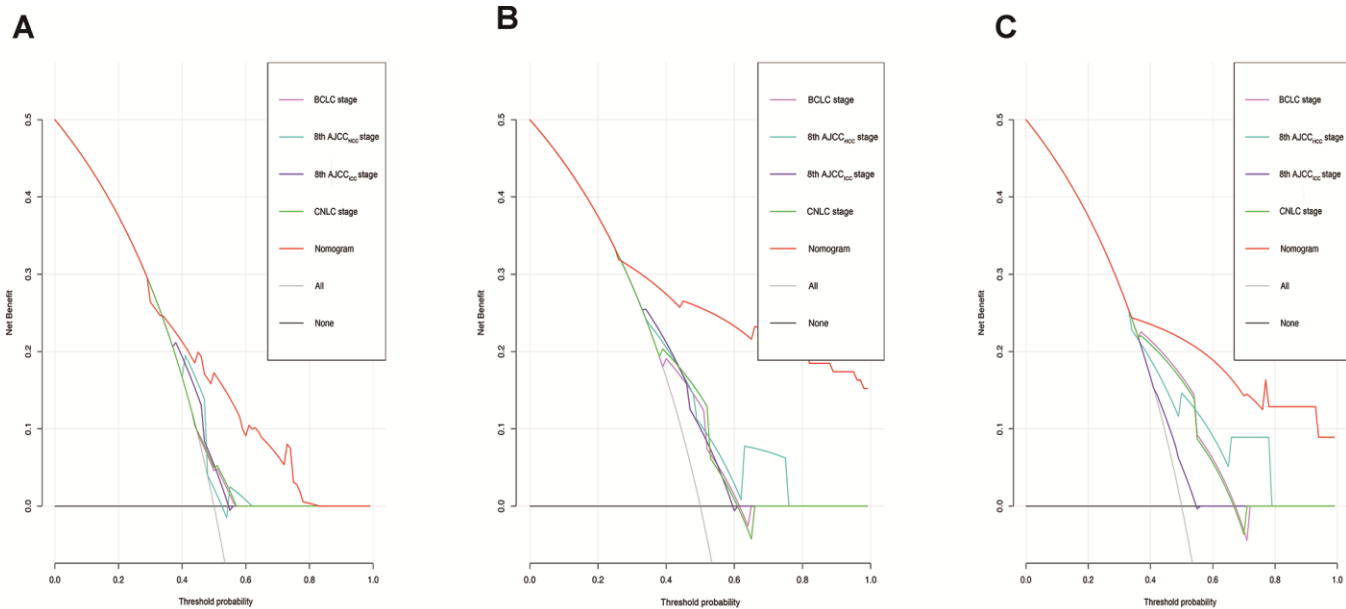 A
BCLC stage
8th AJCCHCC stage
8th AJCCICC stage
CNLC stage
Nomogram
All
None
Net Benefit
0.5
0.4
0.3
0.2
0.1
0.0
0.0 0.2 0.4 0.6 0.8 1.0
Threshold probability
B
BCLC stage
8th AJCCHCC stage
8th AJCCICC stage
CNLC stage
Nomogram
All
None
Net Benefit
0.5
0.4
0.3
0.2
0.1
0.0
0.0 0.2 0.4 0.6 0.8 1.0
Threshold probability
C
BCLC stage
8th AJCCHCC stage
8th AJCCICC stage
CNLC stage
Nomogram
All
None
Net Benefit
0.5
0.4
0.3
0.2
0.1
0.0
0.0 0.2 0.4 0.6 0.8 1.0
Threshold probability